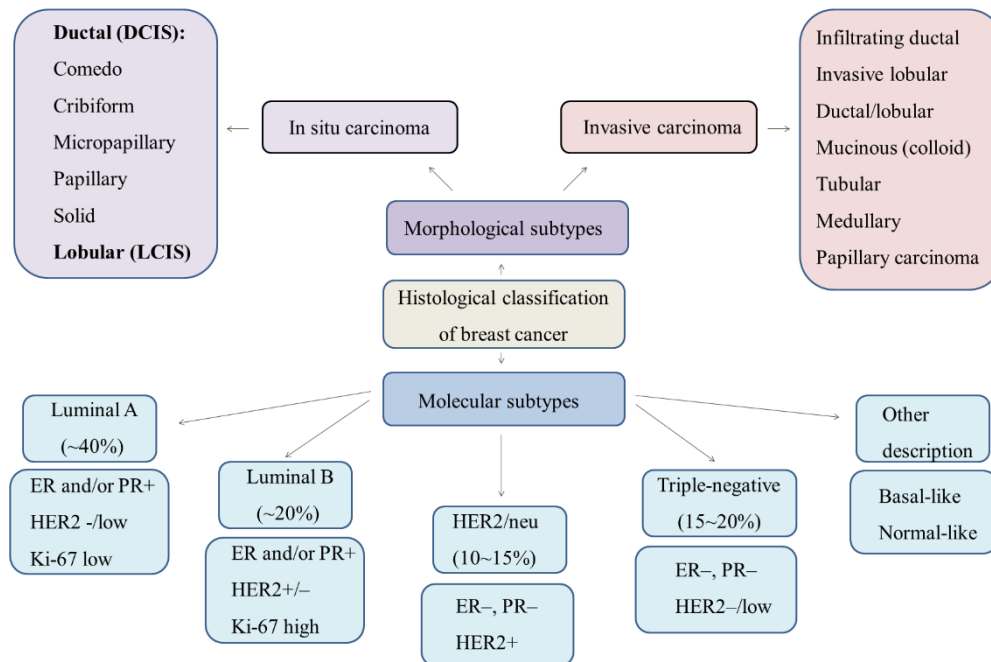 Ductal (DCIS):
Comedo
Cribiform
Micropapillary
Papillary
Solid
Lobular (LCIS)
In situ carcinoma
Invasive carcinoma
Infiltrating ductal
Invasive lobular
Ductal/lobular
Mucinous (colloid)
Tubular
Medullary
Papillary carcinoma
Morphological subtypes
Histological classification
of breast cancer
Molecular subtypes
Luminal A
(~40%)
ER and/or PR+
HER2 -/low
Ki-67 low
Luminal B
(~20%)
ER and/or PR+
HER2+/–
Ki-67 high
HER2/neu
(10~15%)
ER–, PR–
HER2+
Triple-negative
(15~20%)
ER–, PR–
HER2–/low
Other
description
Basal-like
Normal-like